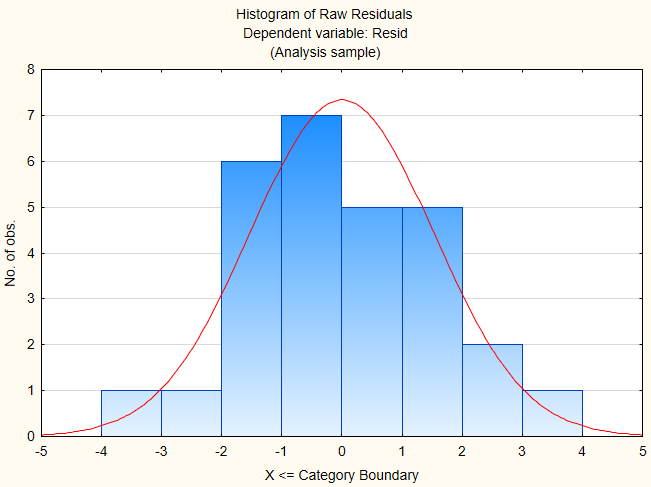 Histogram of Raw Residuals
Dependent variable: Resid
(Analysis sample)
8
7
6
5
4
3
2
1
0
No. of obs.
-5 -4 -3 -2 -1 0 1 2 3 4 5
X <= Category Boundary